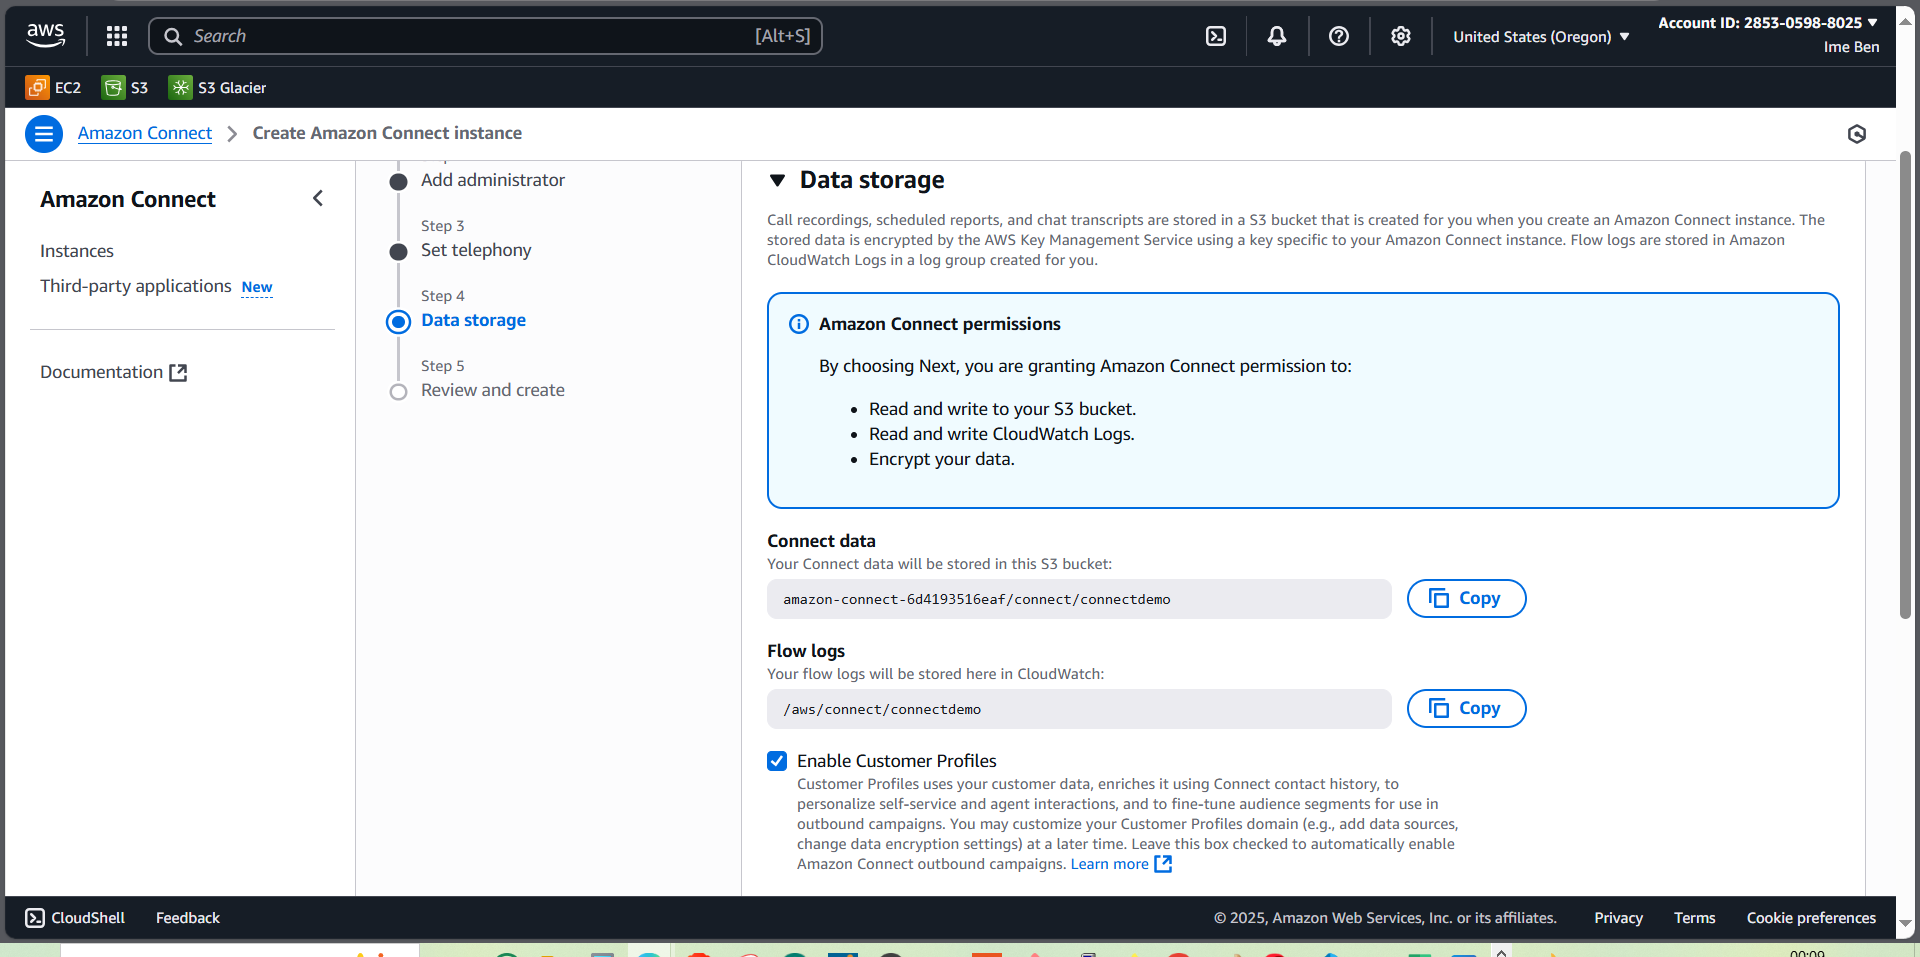 aws
Search
[Alt+S]
United States (Oregon)
Account ID: 2853-0598-8025
Ime Ben
EC2
S3
S3 Glacier
Amazon Connect
Create Amazon Connect instance
Amazon Connect
Instances
Third-party applications New
Documentation
Add administrator
Step 3
Set telephony
Step 4
Data storage
Step 5
Review and create
Data storage
Call recordings, scheduled reports, and chat transcripts are stored in a S3 bucket that is created for you when you create an Amazon Connect instance. The
stored data is encrypted by the AWS Key Management Service using a key specific to your Amazon Connect instance. Flow logs are stored in Amazon
CloudWatch Logs in a log group created for you.
Amazon Connect permissions
By choosing Next, you are granting Amazon Connect permission to:
• Read and write to your S3 bucket.
• Read and write CloudWatch Logs.
• Encrypt your data.
Connect data
Your Connect data will be stored in this S3 bucket:
amazon-connect-6d4193516eaf/connect/connectdemo
Copy
Flow logs
Your flow logs will be stored here in CloudWatch:
/aws/connect/connectdemo
Copy
Enable Customer Profiles
Customer Profiles uses your customer data, enriches it using Connect contact history, to
personalize self-service and agent interactions, and to fine-tune audience segments for use in
outbound campaigns. You may customize your Customer Profiles domain (e.g., add data sources,
change data encryption settings) at a later time. Leave this box checked to automatically enable
Amazon Connect outbound campaigns. Learn more
CloudShell
Feedback
© 2025, Amazon Web Services, Inc. or its affiliates.
Privacy
Terms
Cookie preferences